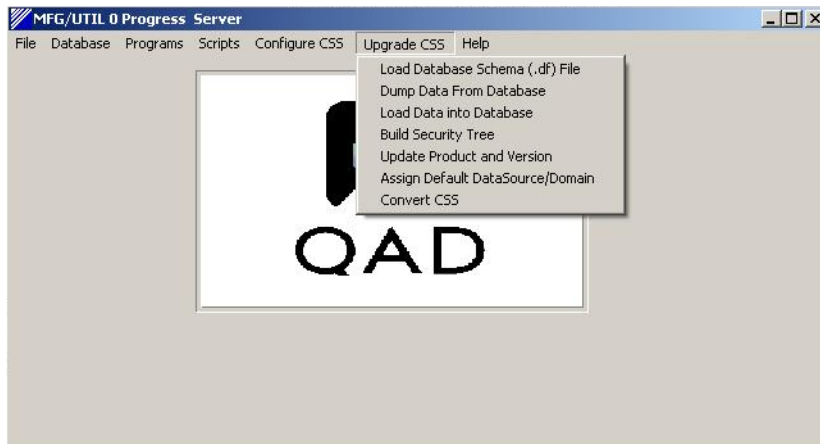 MFG/UTIL 0 Progress Server
File Database Programs Scripts Configure CSS Upgrade CSS Help
Load Database Schema (.df) File
Dump Data From Database
Load Data into Database
Build Security Tree
Update Product and Version
Assign Default DataSource/Domain
Convert CSS
QAD